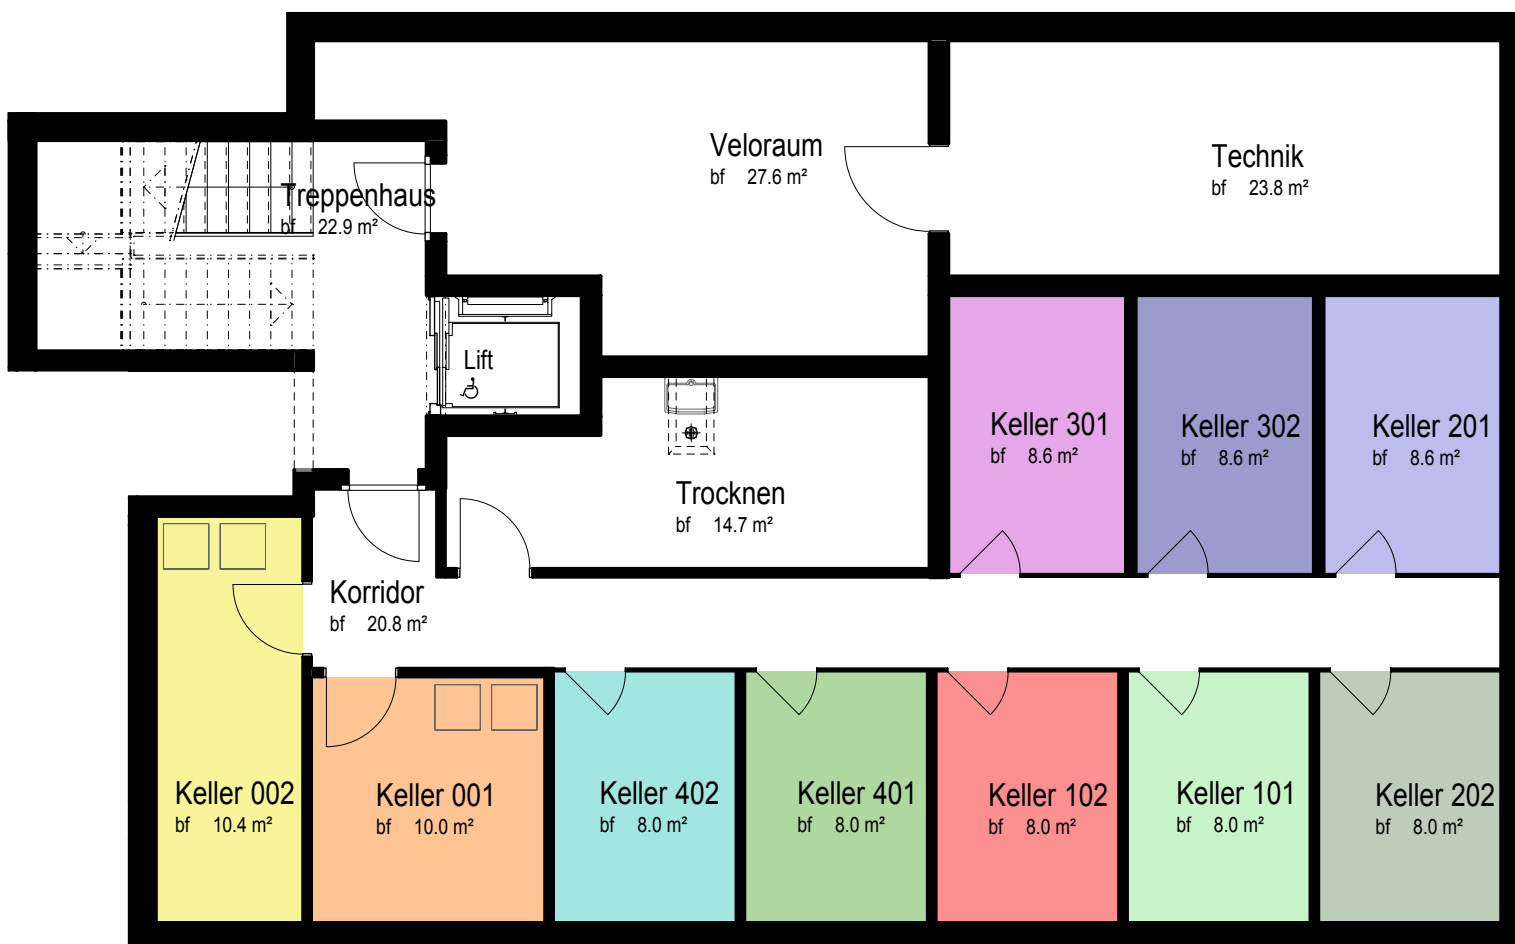 Veloraum
bf 27.6 m²
Technik
bf 23.8 m²
Treppenhaus
bf 22.9 m²
Lift
Keller 301
bf 8.6 m²
Keller 302
bf 8.6 m²
Keller 201
bf 8.6 m²
Trocknen
bf 14.7 m²
Korridor
bf 20.8 m²
Keller 002
bf 10.4 m²
Keller 001
bf 10.0 m²
Keller 402
bf 8.0 m²
Keller 401
bf 8.0 m²
Keller 102
bf 8.0 m²
Keller 101
bf 8.0 m²
Keller 202
bf 8.0 m²